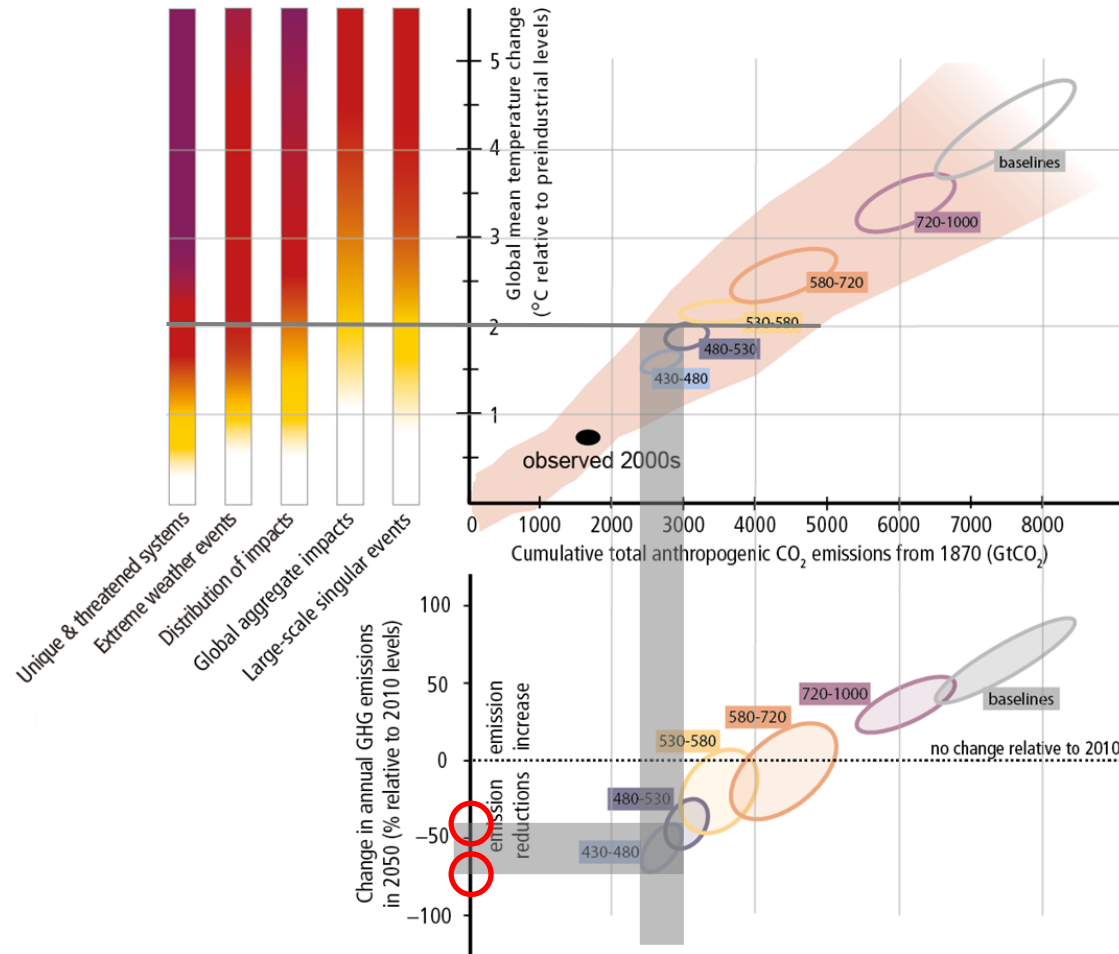 Unique & threatened systems
Extreme weather events
Distribution of impacts
Global aggregate impacts
Large-scale singular events
Global mean temperature change
(°C relative to preindustrial levels)
5
4
3
2
1
baselines
720-1000
580-720
530-580
480-530
430-480
observed 2000s
0 1000 2000 3000 4000 5000 6000 7000 8000
Cumulative total anthropogenic CO₂ emissions from 1870 (GtCO₂)
Change in annual GHG emissions
in 2050 (% relative to 2010 levels)
100
50
0
−50
−100
emission
increase
emission
reductions
720-1000
baselines
580-720
530-580
no change relative to 2010
480-530
430-480